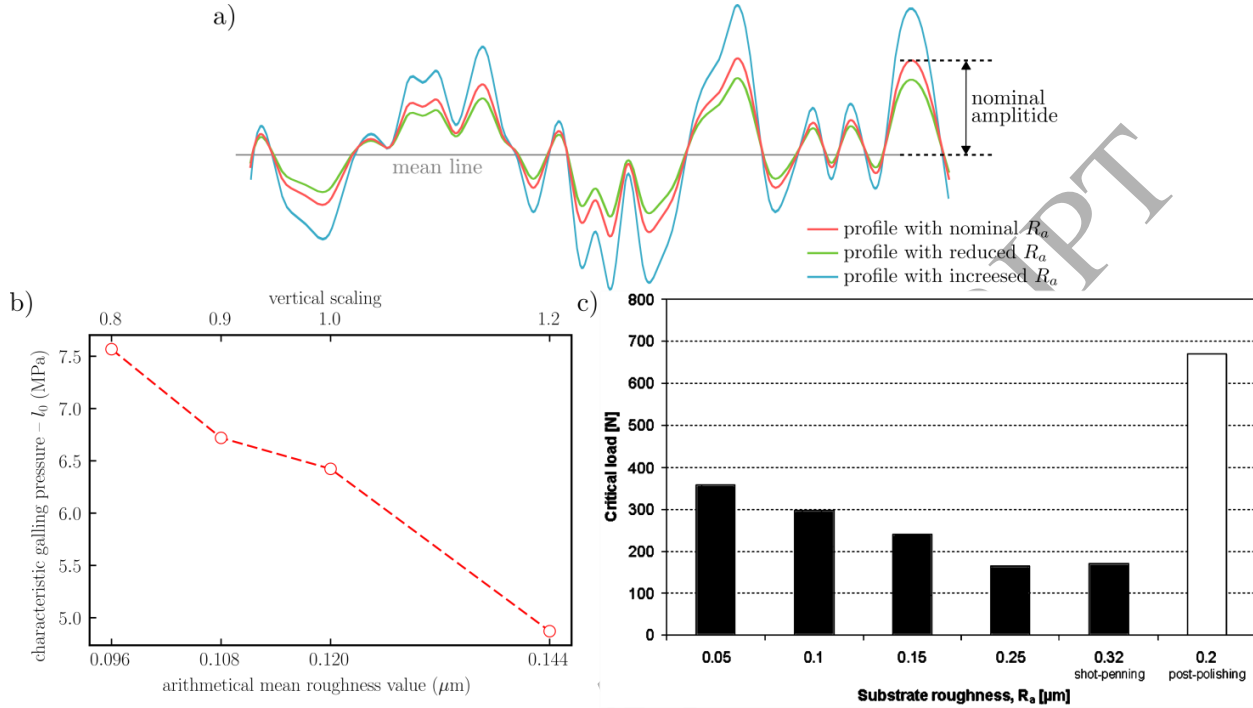 a)
nominal
amplitide
mean line
profile with nominal Rₐ
profile with reduced Rₐ
profile with increesed Rₐ
IPT
b)
vertical scaling
0.8 0.9 1.0 1.2
characteristic galling pressure – l₀ (MPa)
7.5
7.0
6.5
6.0
5.5
5.0
0.096 0.108 0.120 0.144
arithmetical mean roughness value (μm)
c)
Critical load [N]
800
700
600
500
400
300
200
100
0
0.05 0.1 0.15 0.25 0.32 0.2
shot-penning post-polishing
Substrate roughness, Rₐ [μm]